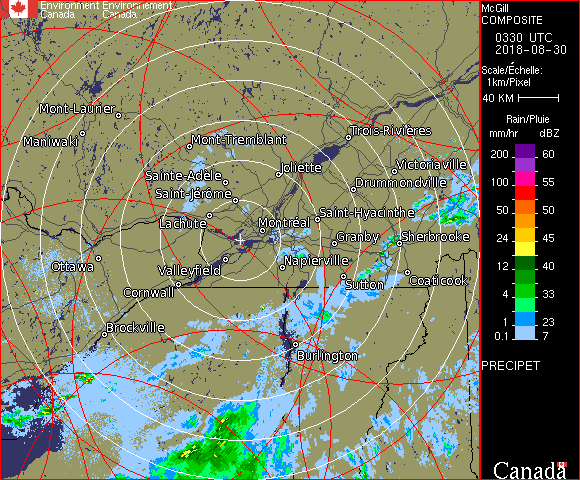 Environment Environnement
Canada Canada
McGill
COMPOSITE
0330 UTC
2018-08-30
Scale/Échelle:
1km/Pixel
40 KM
Rain/Pluie
mm/hr dBZ
200 60
100 55
50 50
24 45
12 40
4 33
1 23
0.1 7
PRECIPET
Canada
Mont-Laurier
Maniwaki
Mont-Tremblant
Trois-Rivières
Sainte-Adèle
Joliette
Victoriaville
Saint-Jérôme
Drummondville
Lachute
Montréal
Saint-Hyacinthe
Granby
Sherbrooke
Ottawa
Valleyfield
Napierville
Cornwall
Sutton
Coaticook
Brockville
Burlington